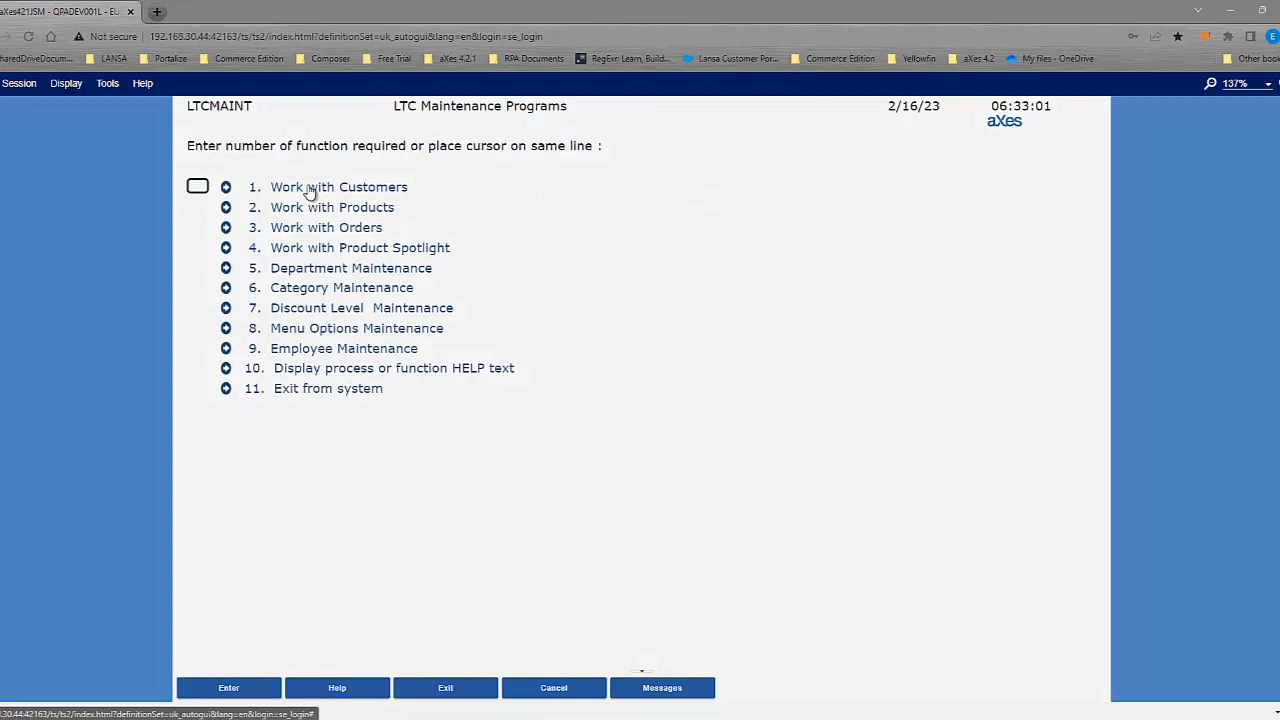 aXes421JSM - QPADEV001L - EU
Not secure 192.168.30.44:42163/ts/ts2/index.html?definitionSet=uk_autogui&lang=en&login=se_login
SharedDriveDocum... LANSA Portalize Commerce Edition Composer Free Trial aXes 4.2.1 RPA Documents RegExr: Learn, Build... Lansa Customer Por... Commerce Edition Yellowfin aXes 4.2 My files - OneDrive Other book
Session Display Tools Help 137%
LTCMAINT LTC Maintenance Programs 2/16/23 06:33:01
aXes
Enter number of function required or place cursor on same line :
1. Work with Customers
2. Work with Products
3. Work with Orders
4. Work with Product Spotlight
5. Department Maintenance
6. Category Maintenance
7. Discount Level Maintenance
8. Menu Options Maintenance
9. Employee Maintenance
10. Display process or function HELP text
11. Exit from system
Enter Help Exit Cancel Messages
.30.44:42163/ts/ts2/index.html?definitionSet=uk_autogui&lang=en&login=se_login#